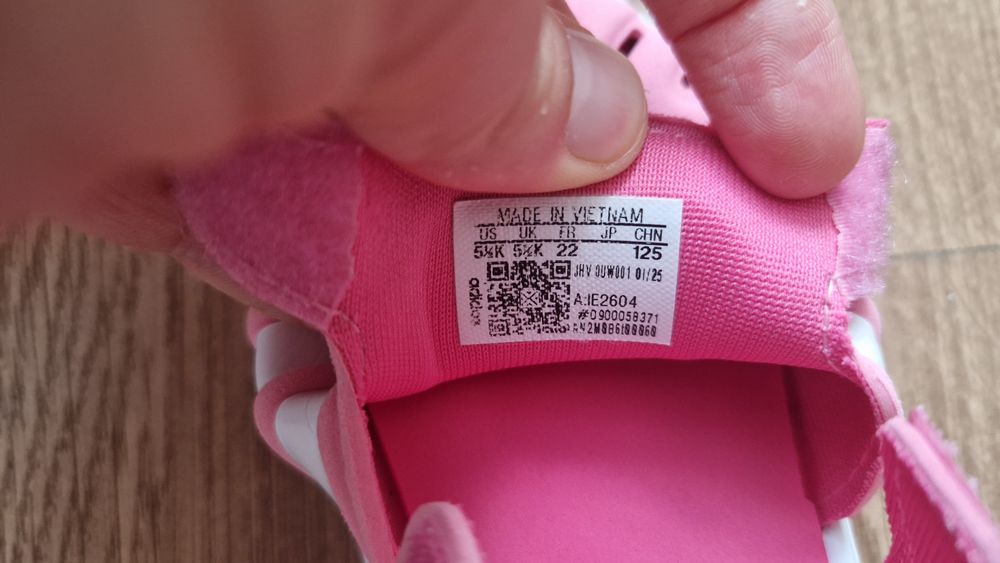 MADE IN VIETNAM
US UK FR JP CHN
5½K 5½K 22 125
JHV 0UW001 01/25
A:IE2604
#0900058371
adidas